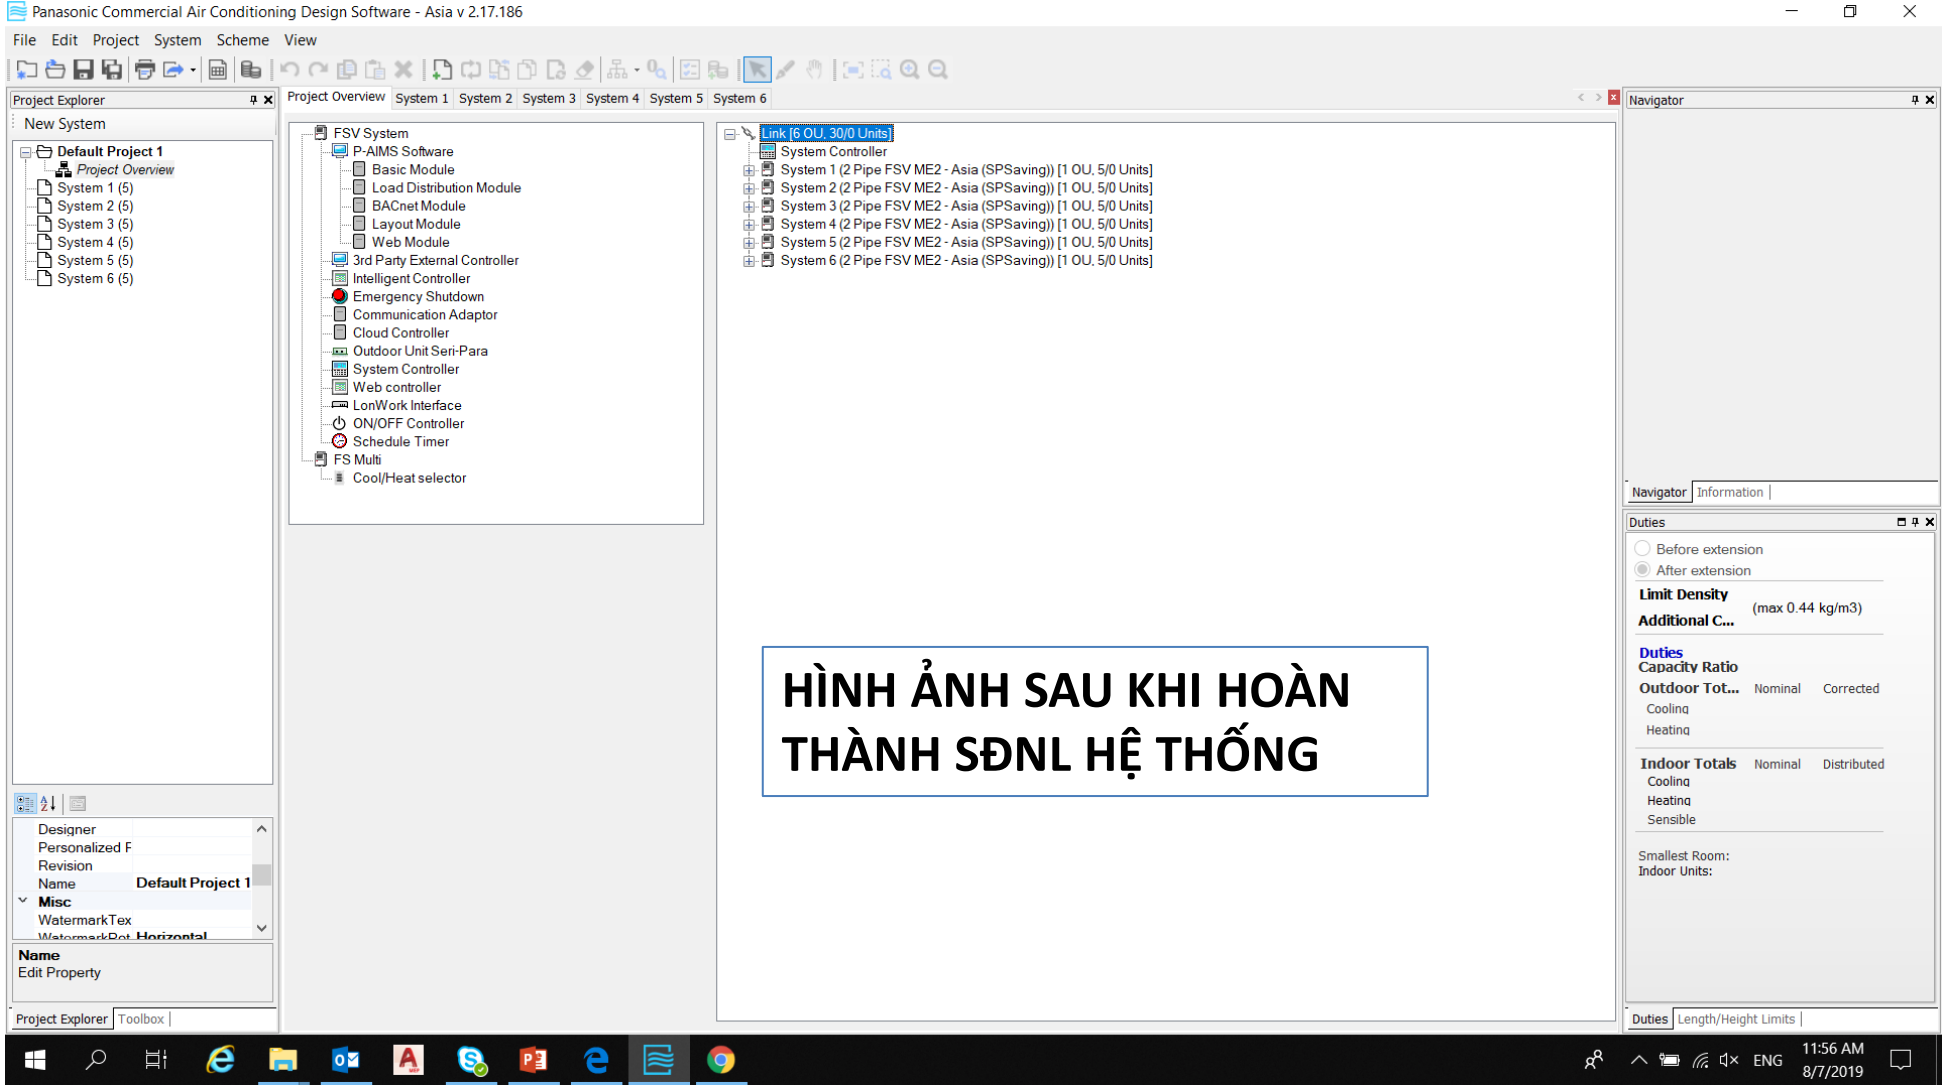 Panasonic Commercial Air Conditioning Design Software - Asia v 2.17.186
File Edit Project System Scheme View
Project Explorer
New System
Default Project 1
Project Overview
System 1 (5)
System 2 (5)
System 3 (5)
System 4 (5)
System 5 (5)
System 6 (5)
Designer
Personalized F
Revision
Name Default Project 1
Misc
WatermarkTex
WatermarkRot Horizontal
Name
Edit Property
Project Explorer Toolbox
Project Overview System 1 System 2 System 3 System 4 System 5 System 6
FSV System
P-AIMS Software
Basic Module
Load Distribution Module
BACnet Module
Layout Module
Web Module
3rd Party External Controller
Intelligent Controller
Emergency Shutdown
Communication Adaptor
Cloud Controller
Outdoor Unit Seri-Para
System Controller
Web controller
LonWork Interface
ON/OFF Controller
Schedule Timer
FS Multi
Cool/Heat selector
Link [6 OU, 30/0 Units]
System Controller
System 1 (2 Pipe FSV ME2 - Asia (SPSaving)) [1 OU, 5/0 Units]
System 2 (2 Pipe FSV ME2 - Asia (SPSaving)) [1 OU, 5/0 Units]
System 3 (2 Pipe FSV ME2 - Asia (SPSaving)) [1 OU, 5/0 Units]
System 4 (2 Pipe FSV ME2 - Asia (SPSaving)) [1 OU, 5/0 Units]
System 5 (2 Pipe FSV ME2 - Asia (SPSaving)) [1 OU, 5/0 Units]
System 6 (2 Pipe FSV ME2 - Asia (SPSaving)) [1 OU, 5/0 Units]
HÌNH ẢNH SAU KHI HOÀN
THÀNH SĐNL HỆ THỐNG
Navigator
Navigator Information
Duties
Before extension
After extension
Limit Density
(max 0.44 kg/m3)
Additional C...
Duties
Capacity Ratio
Outdoor Tot... Nominal Corrected
Cooling
Heating
Indoor Totals Nominal Distributed
Cooling
Heating
Sensible
Smallest Room:
Indoor Units:
Duties Length/Height Limits
ENG
11:56 AM
8/7/2019